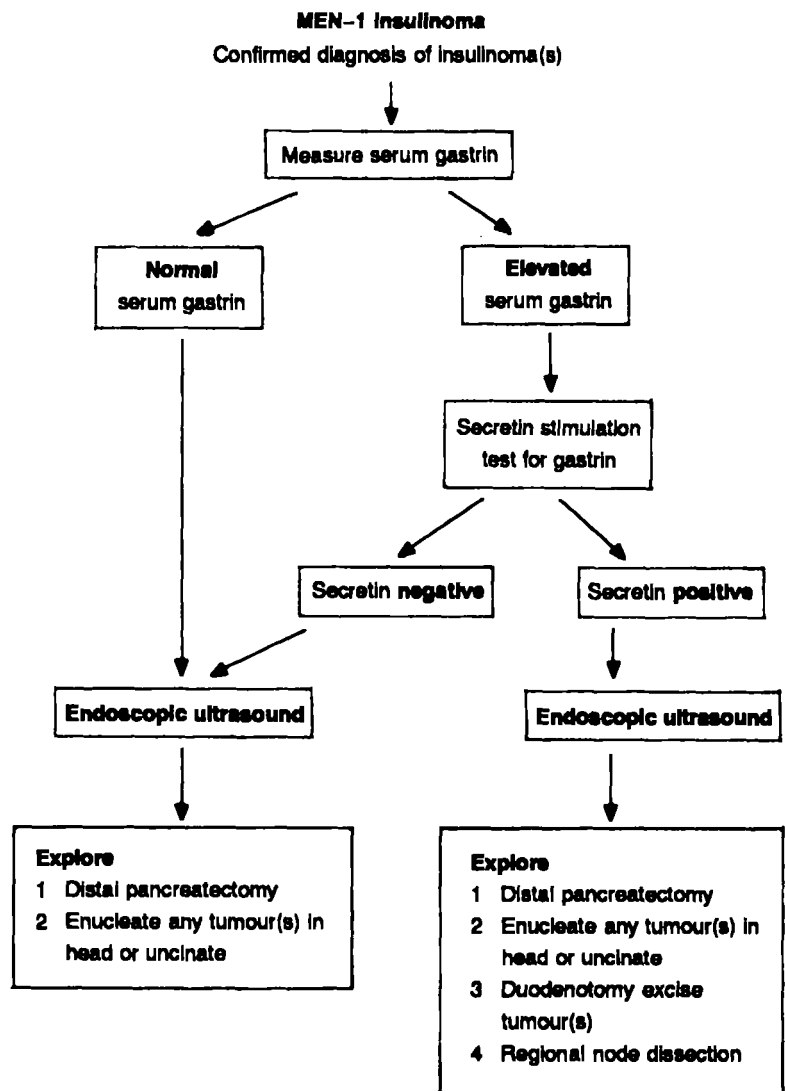 MEN-1 Insulinoma
Confirmed diagnosis of insulinoma(s)
Measure serum gastrin
Normal
serum gastrin
Elevated
serum gastrin
Secretin stimulation
test for gastrin
Secretin negative
Secretin positive
Endoscopic ultrasound
Endoscopic ultrasound
Explore
1 Distal pancreatectomy
2 Enucleate any tumour(s) in
head or uncinate
Explore
1 Distal pancreatectomy
2 Enucleate any tumour(s) in
head or uncinate
3 Duodenotomy excise
tumour(s)
4 Regional node dissection